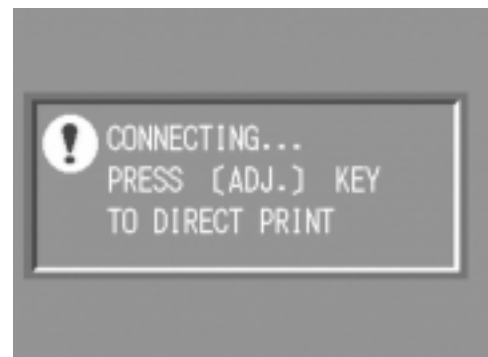 CONNECTING...
PRESS [ADJ.] KEY
TO DIRECT PRINT